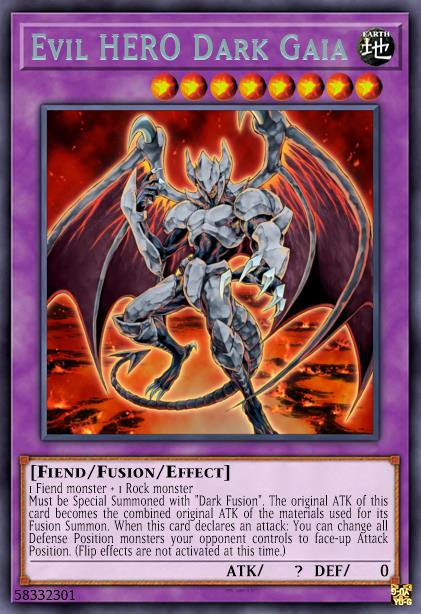 Evil HERO Dark Gaia
EARTH
地
[Fiend/Fusion/Effect]
1 Fiend monster + 1 Rock monster
Must be Special Summoned with "Dark Fusion". The original ATK of this
card becomes the combined original ATK of the materials used for its
Fusion Summon. When this card declares an attack: You can change all
Defense Position monsters your opponent controls to face-up Attack
Position. (Flip effects are not activated at this time.)
ATK/ ? DEF/ 0
58332301